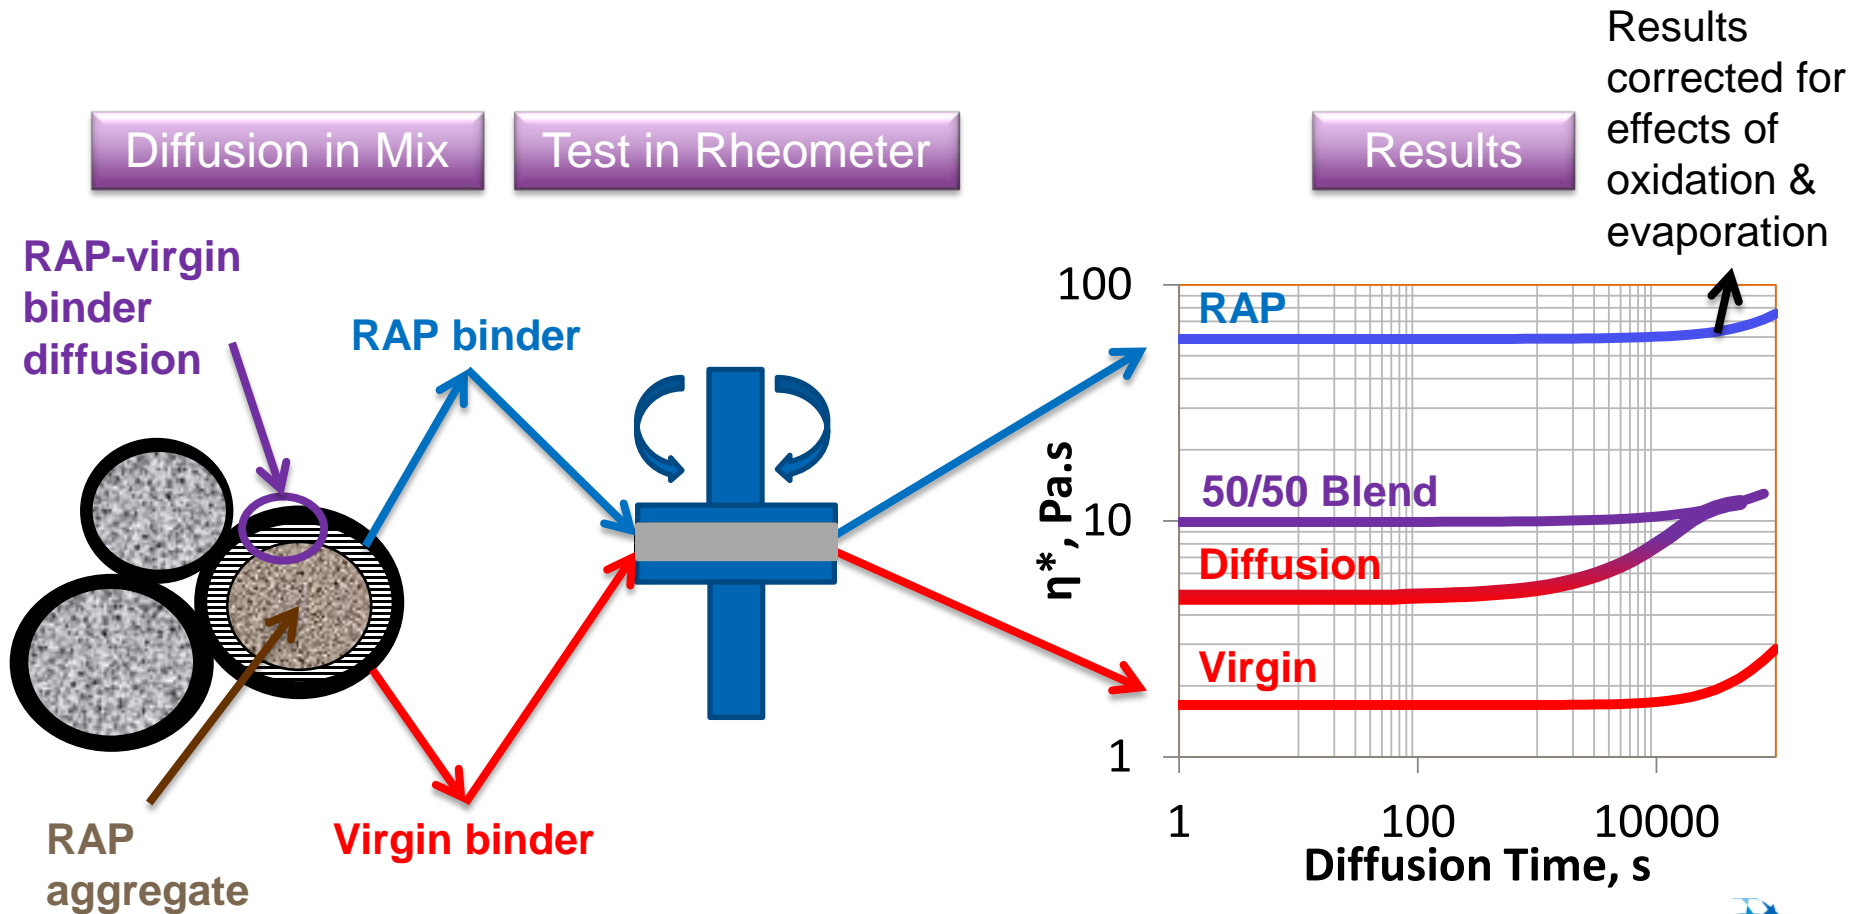 Results
corrected for
effects of
oxidation &
evaporation
Diffusion in Mix
Test in Rheometer
Results
RAP-virgin
binder
diffusion
RAP binder
Virgin binder
RAP
aggregate
100
10
1
η*, Pa.s
RAP
50/50 Blend
Diffusion
Virgin
1
100
10000
Diffusion Time, s